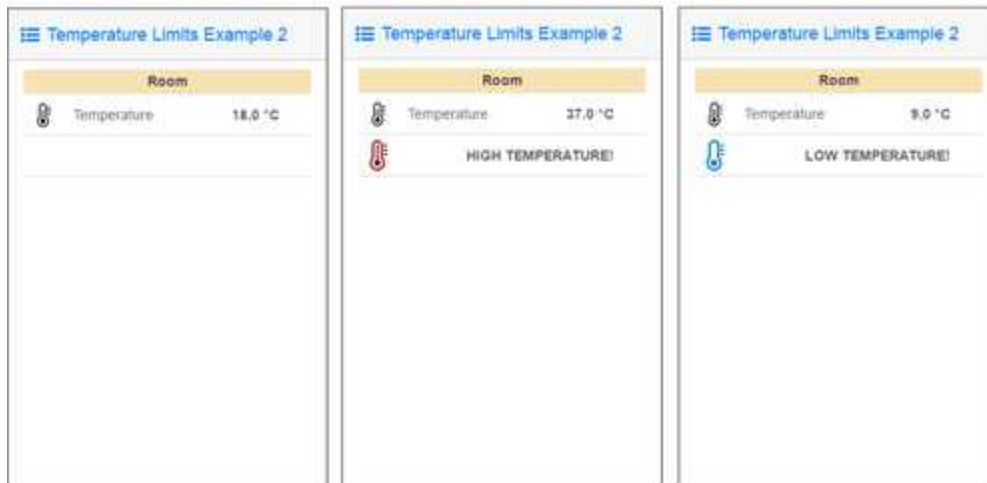 Temperature Limits Example 2
Room
Temperature 18.0 °C
Temperature Limits Example 2
Room
Temperature 37.0 °C
HIGH TEMPERATURE!
Temperature Limits Example 2
Room
Temperature 9.0 °C
LOW TEMPERATURE!